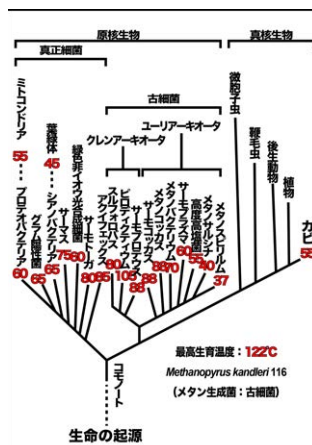 原核生物
真核生物
真正細菌
古細菌
クレンアーキオータ
ユーリアーキオータ
ミトコンドリア
55
プロテオバクテリア
60
グラム陽性菌
65
葉緑体
45
シアノバクテリア
65
サーマス
75
緑色非イオウ光合成細菌
60
サーモトーガ
80
アクイフェックス
85
スルフォロバス
80
ピロディクティウム
105
サーモプロテウス
88
サーモコッカス
88
メタノコッカス
88
メタノバクテリウム
70
サーモプラズマ
60
高度高塩菌
55
メタノサルシナ
40
メタノスピリルム
37
微胞子虫
鞭毛虫
後生動物
植物
カビ
55
最高生育温度：122℃
Methanopyrus kandleri 116
（メタン生成菌：古細菌）
コモノート
生命の起源